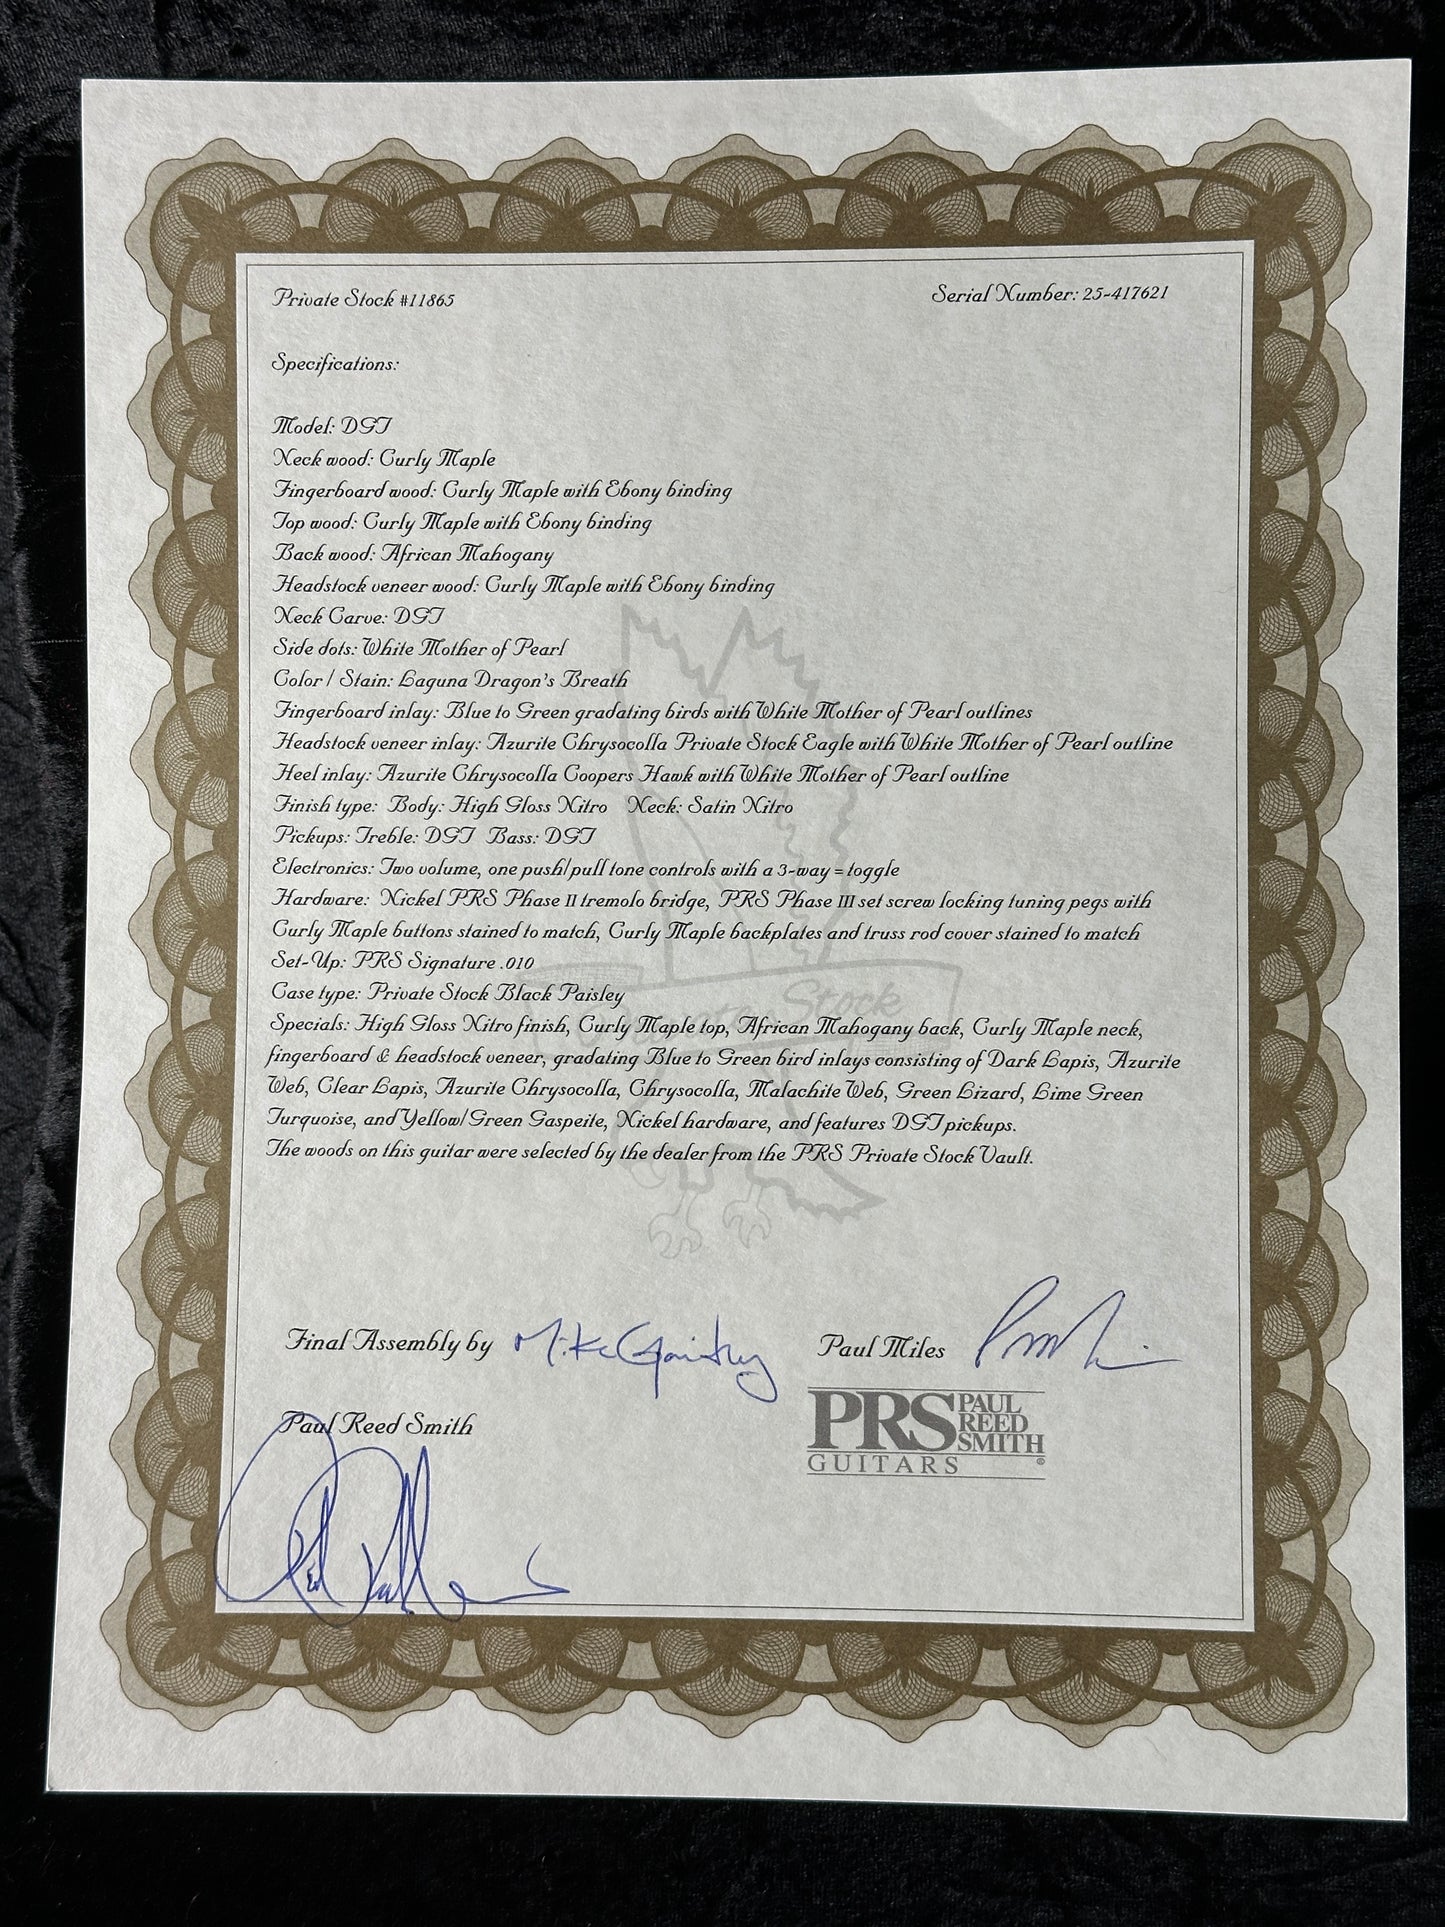 Private Stock #11865
Serial Number: 25-417621
Specifications:
Model: DGT
Neck wood: Curly Maple
Fingerboard wood: Curly Maple with Ebony binding
Top wood: Curly Maple with Ebony binding
Back wood: African Mahogany
Headstock veneer wood: Curly Maple with Ebony binding
Neck Carve: DGT
Side dots: White Mother of Pearl
Color / Stain: Laguna Dragon's Breath
Fingerboard inlay: Blue to Green gradating birds with White Mother of Pearl outlines
Headstock veneer inlay: Azurite Chrysocolla Private Stock Eagle with White Mother of Pearl outline
Heel inlay: Azurite Chrysocolla Coopers Hawk with White Mother of Pearl outline
Finish type: Body: High Gloss Nitro Neck: Satin Nitro
Pickups: Treble: DGT Bass: DGT
Electronics: Two volume, one push/pull tone controls with a 3-way = toggle
Hardware: Nickel PRS Phase II tremolo bridge, PRS Phase III set screw locking tuning pegs with
Curly Maple buttons stained to match, Curly Maple backplates and truss rod cover stained to match
Set-Up: PRS Signature .010
Case type: Private Stock Black Paisley
Specials: High Gloss Nitro finish, Curly Maple top, African Mahogany back, Curly Maple neck,
fingerboard & headstock veneer, gradating Blue to Green bird inlays consisting of Dark Lapis, Azurite
Web, Clear Lapis, Azurite Chrysocolla, Chrysocolla, Malachite Web, Green Lizard, Lime Green
Turquoise, and Yellow/Green Gaspeite, Nickel hardware, and features DGT pickups.
The woods on this guitar were selected by the dealer from the PRS Private Stock Vault.
Private Stock
Final Assembly by Mike
Paul Miles
Paul Reed Smith
PRS PAUL REED SMITH
GUITARS ®